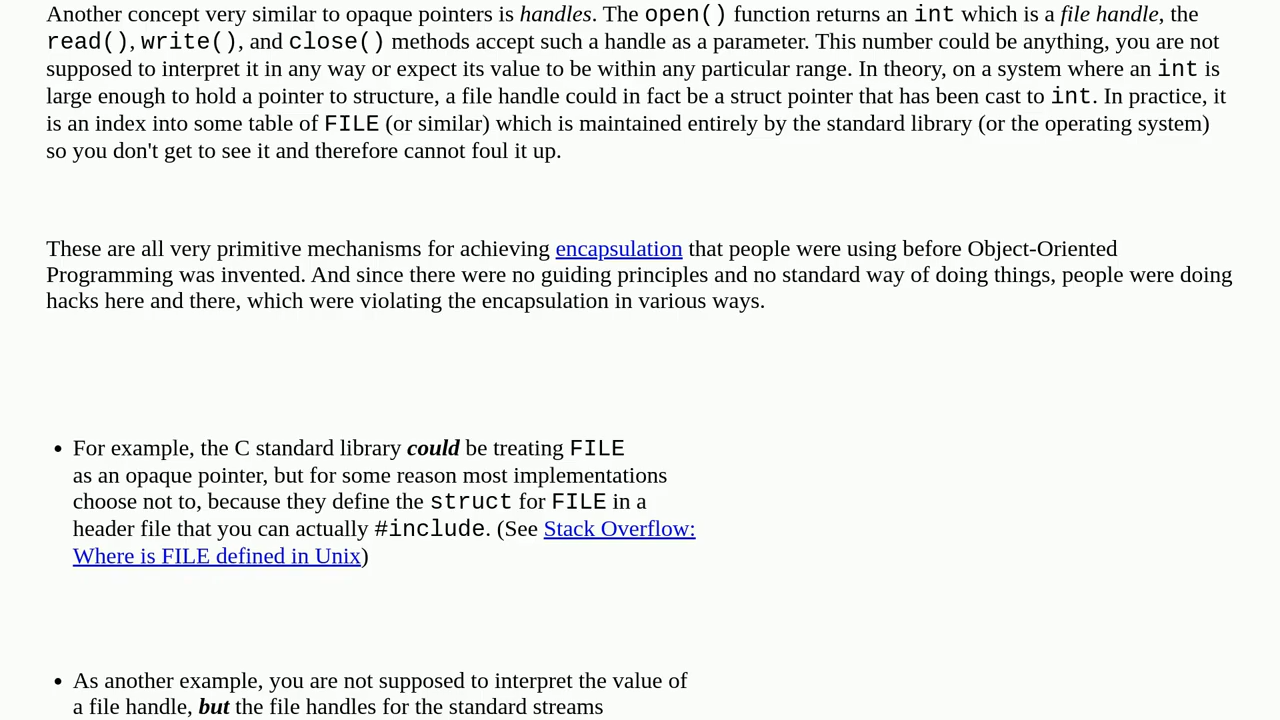 Another concept very similar to opaque pointers is handles. The open() function returns an int which is a file handle, the
read(), write(), and close() methods accept such a handle as a parameter. This number could be anything, you are not
supposed to interpret it in any way or expect its value to be within any particular range. In theory, on a system where an int is
large enough to hold a pointer to structure, a file handle could in fact be a struct pointer that has been cast to int. In practice, it
is an index into some table of FILE (or similar) which is maintained entirely by the standard library (or the operating system)
so you don't get to see it and therefore cannot foul it up.
These are all very primitive mechanisms for achieving encapsulation that people were using before Object-Oriented
Programming was invented. And since there were no guiding principles and no standard way of doing things, people were doing
hacks here and there, which were violating the encapsulation in various ways.
• For example, the C standard library could be treating FILE
as an opaque pointer, but for some reason most implementations
choose not to, because they define the struct for FILE in a
header file that you can actually #include. (See Stack Overflow:
Where is FILE defined in Unix)
• As another example, you are not supposed to interpret the value of
a file handle, but the file handles for the standard streams